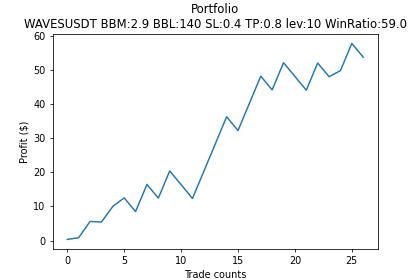 Portfolio
WAVESUSDT BBM:2.9 BBL:140 SL:0.4 TP:0.8 lev:10 WinRatio:59.0
60
50
40
30
20
10
0
Profit ($)
0 5 10 15 20 25
Trade counts